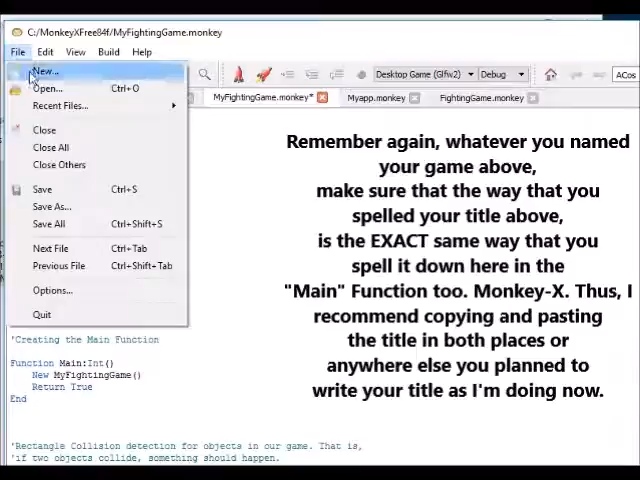 C:/MonkeyXFree84f/MyFightingGame.monkey
File Edit View Build Help
New...
Desktop Game (Glfw2) Debug ACos
Open... Ctrl+O
Recent Files...
MyFightingGame.monkey* Myapp.monkey FightingGame.monkey
Close
Close All
Close Others
Save Ctrl+S
Save As...
Save All Ctrl+Shift+S
Next File Ctrl+Tab
Previous File Ctrl+Shift+Tab
Options...
Quit
Remember again, whatever you named
your game above,
make sure that the way that you
spelled your title above,
is the EXACT same way that you
spell it down here in the
"Main" Function too. Monkey-X. Thus, I
recommend copying and pasting
the title in both places or
anywhere else you planned to
write your title as I'm doing now.
'Creating the Main Function
Function Main:Int()
New MyFightingGame()
Return True
End
'Rectangle Collision detection for objects in our game. That is,
'if two objects collide, something should happen.